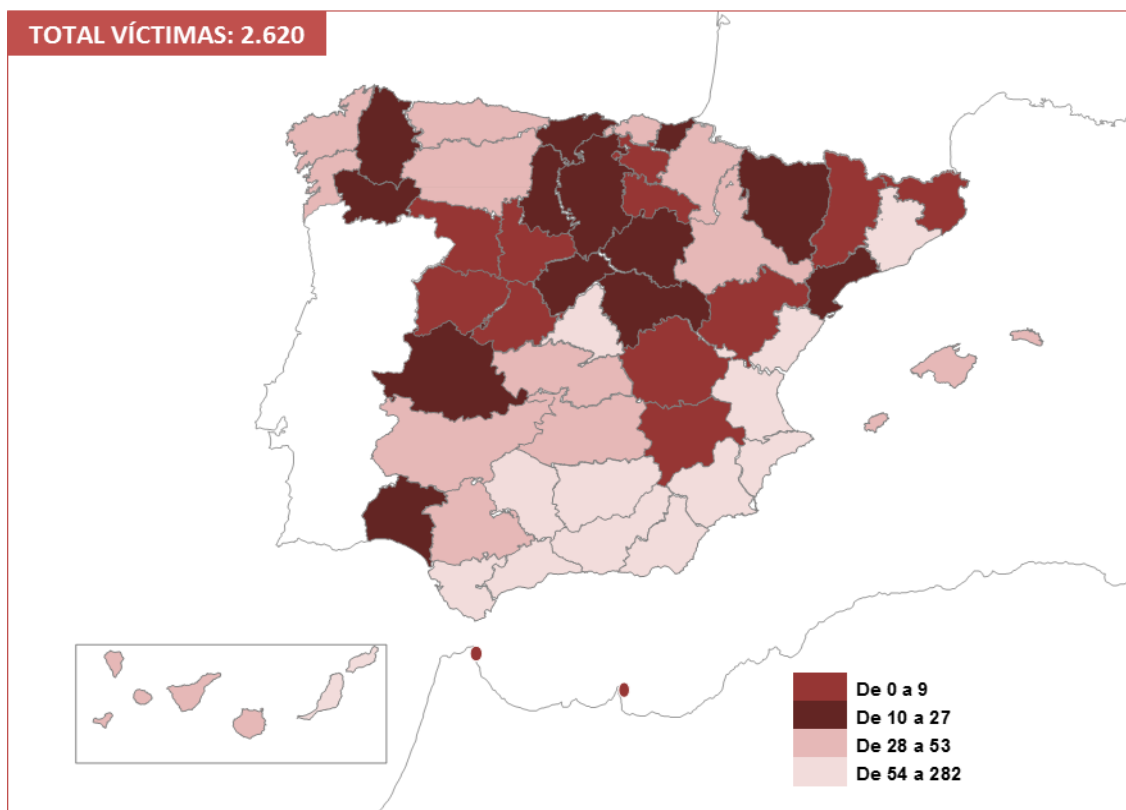 TOTAL VÍCTIMAS: 2.620
De 0 a 9
De 10 a 27
De 28 a 53
De 54 a 282